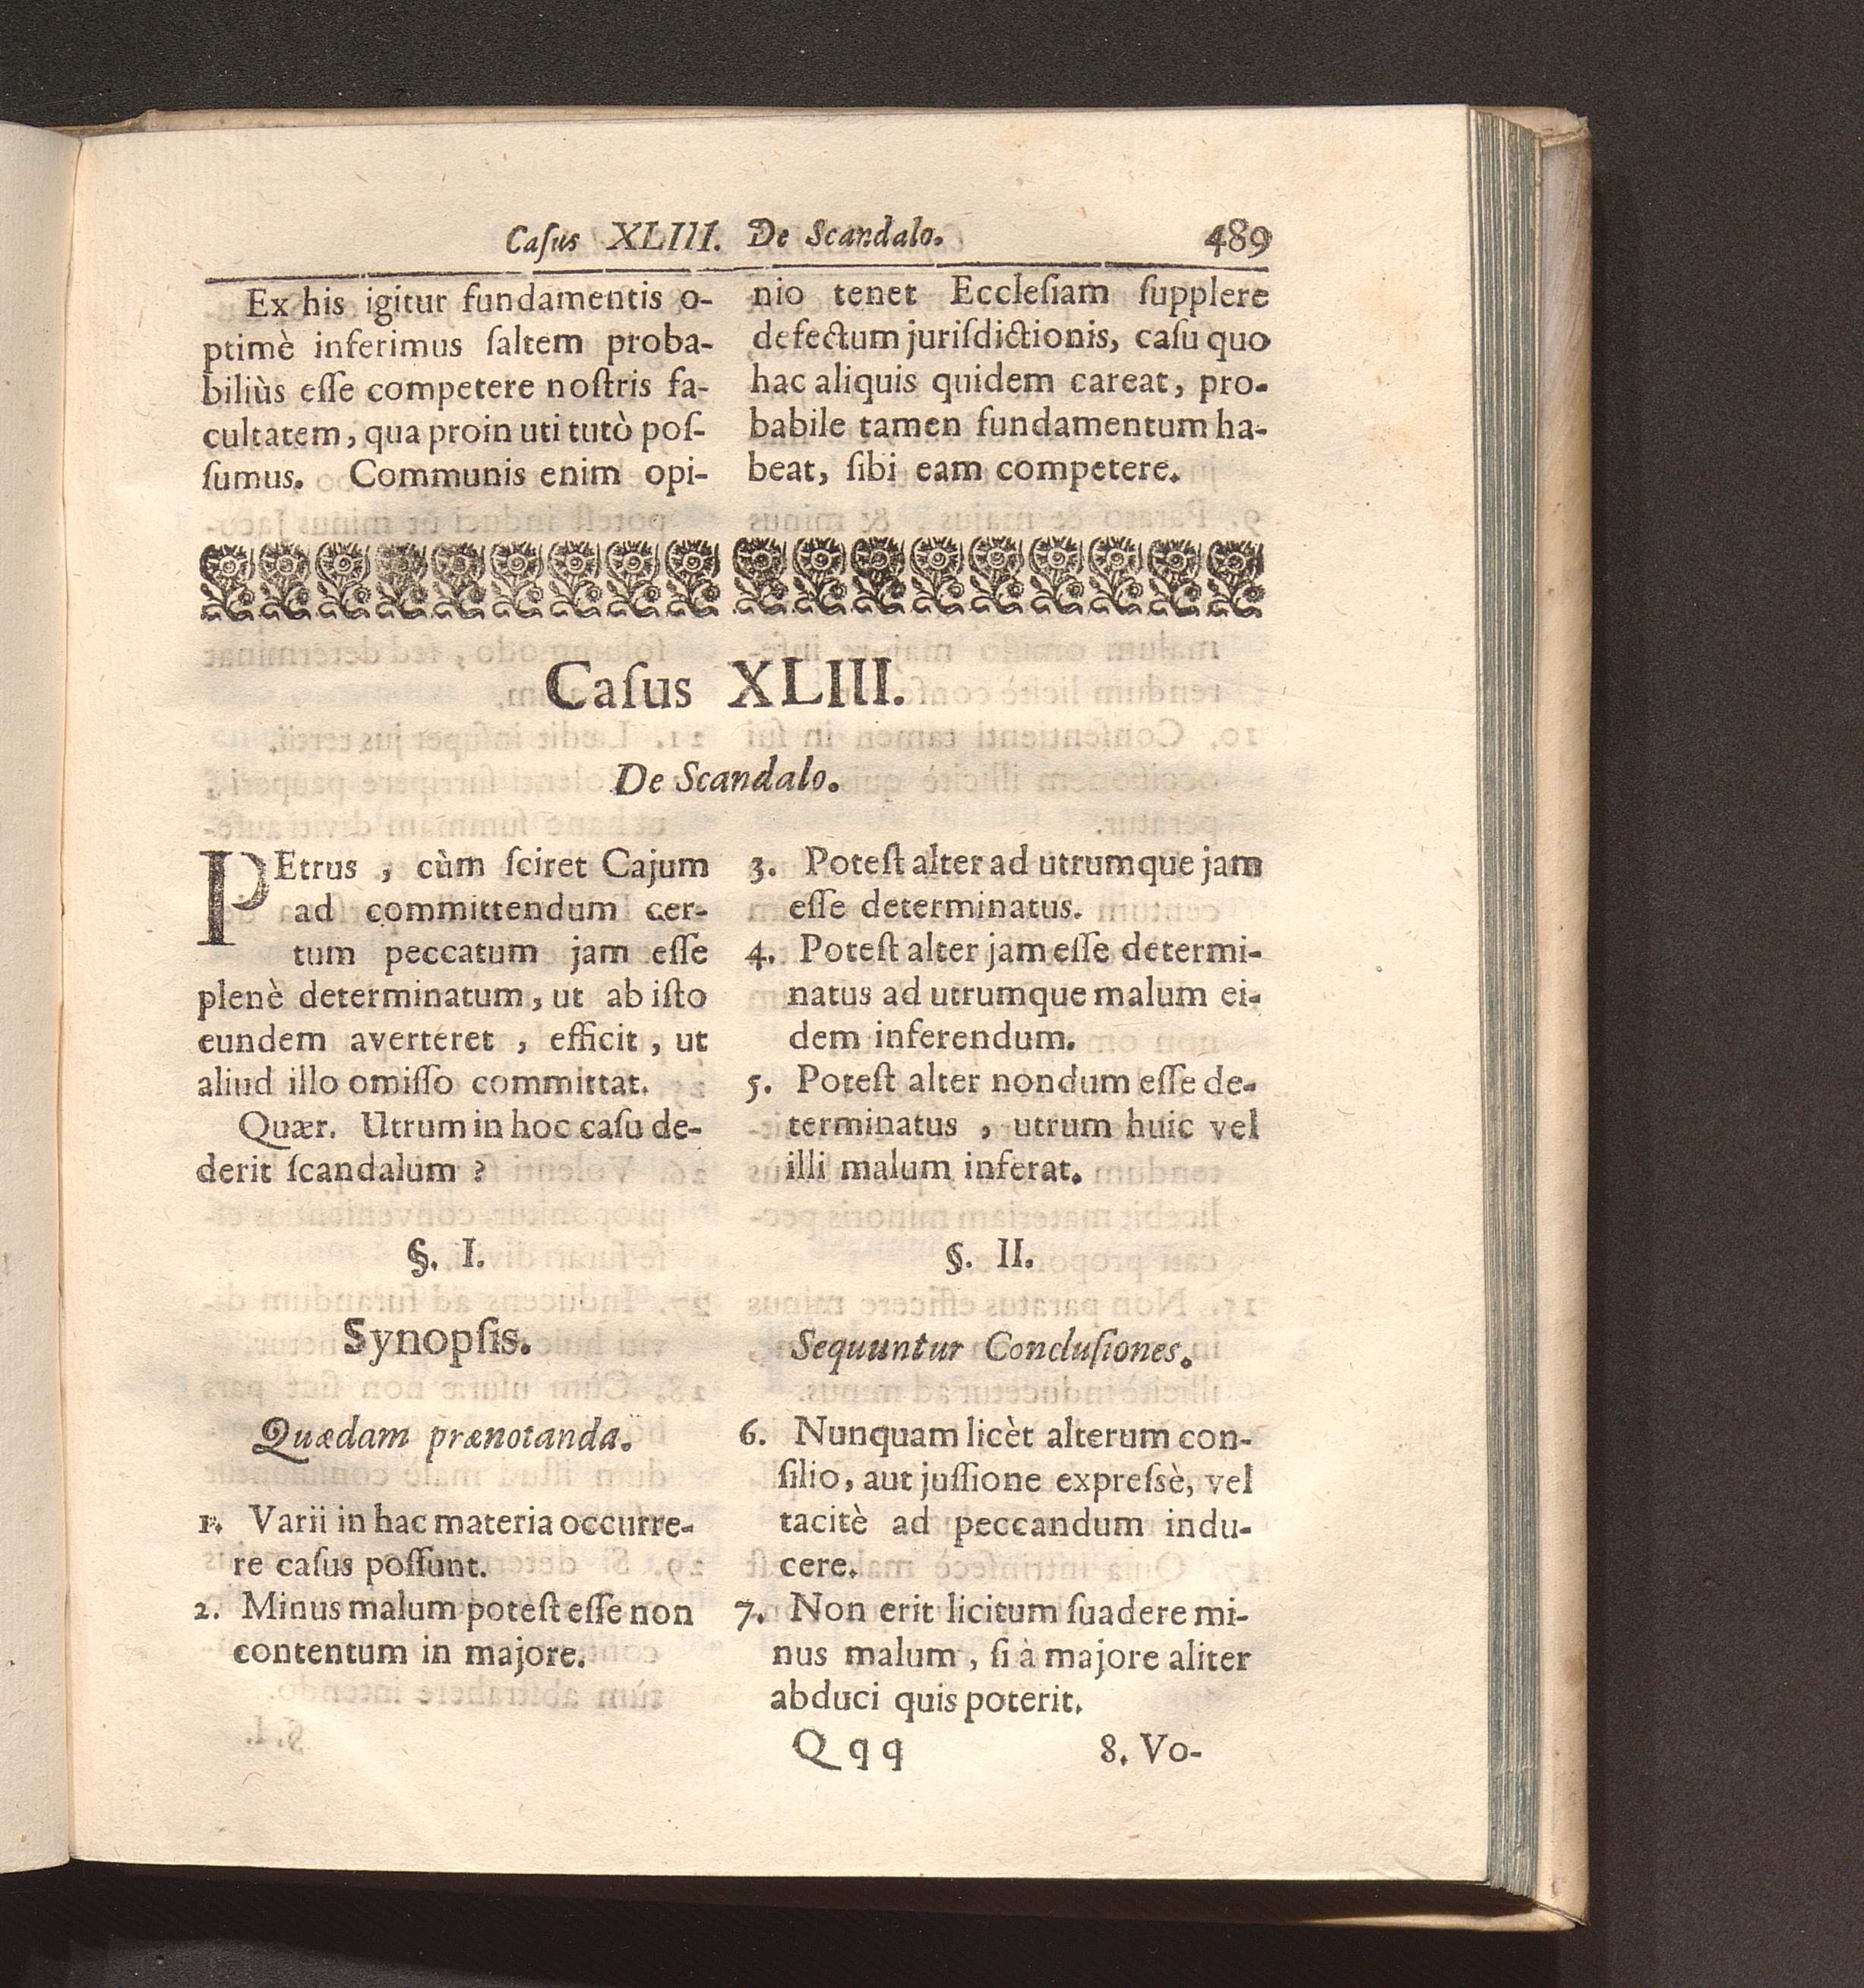 Caſus XLIII. De Scandalo. 489
Ex his igitur fundamentis o-
ptimè inferimus ſaltem proba-
biliùs eſſe competere noſtris fa-
cultatem, qua proin uti tutò poſ-
ſumus. Communis enim opi-
nio tenet Eccleſiam ſupplere
defectum juriſdictionis, caſu quo
hac aliquis quidem careat, pro-
babile tamen fundamentum ha-
beat, ſibi eam competere.
Caſus XLIII.
De Scandalo.
PEtrus, cùm ſciret Cajum
ad committendum cer-
tum peccatum jam eſſe
plenè determinatum, ut ab iſto
eundem averteret, efficit, ut
aliud illo omiſſo committat.
Quær. Utrum in hoc caſu de-
derit ſcandalum?
§. I.
Synopſis.
Quædam prænotanda.
1. Varii in hac materia occurre-
re caſus poſſunt.
2. Minus malum poteſt eſſe non
contentum in majore.
3. Poteſt alter ad utrumque jam
eſſe determinatus.
4. Poteſt alter jam eſſe determi-
natus ad utrumque malum ei-
dem inferendum.
5. Poteſt alter nondum eſſe de-
terminatus, utrum huic vel
illi malum inferat.
§. II.
Sequuntur Concluſiones.
6. Nunquam licèt alterum con-
ſilio, aut juſſione expreſsè, vel
tacitè ad peccandum indu-
cere.
7. Non erit licitum ſuadere mi-
nus malum, ſi à majore aliter
abduci quis poterit.
Qqq 8. Vo-